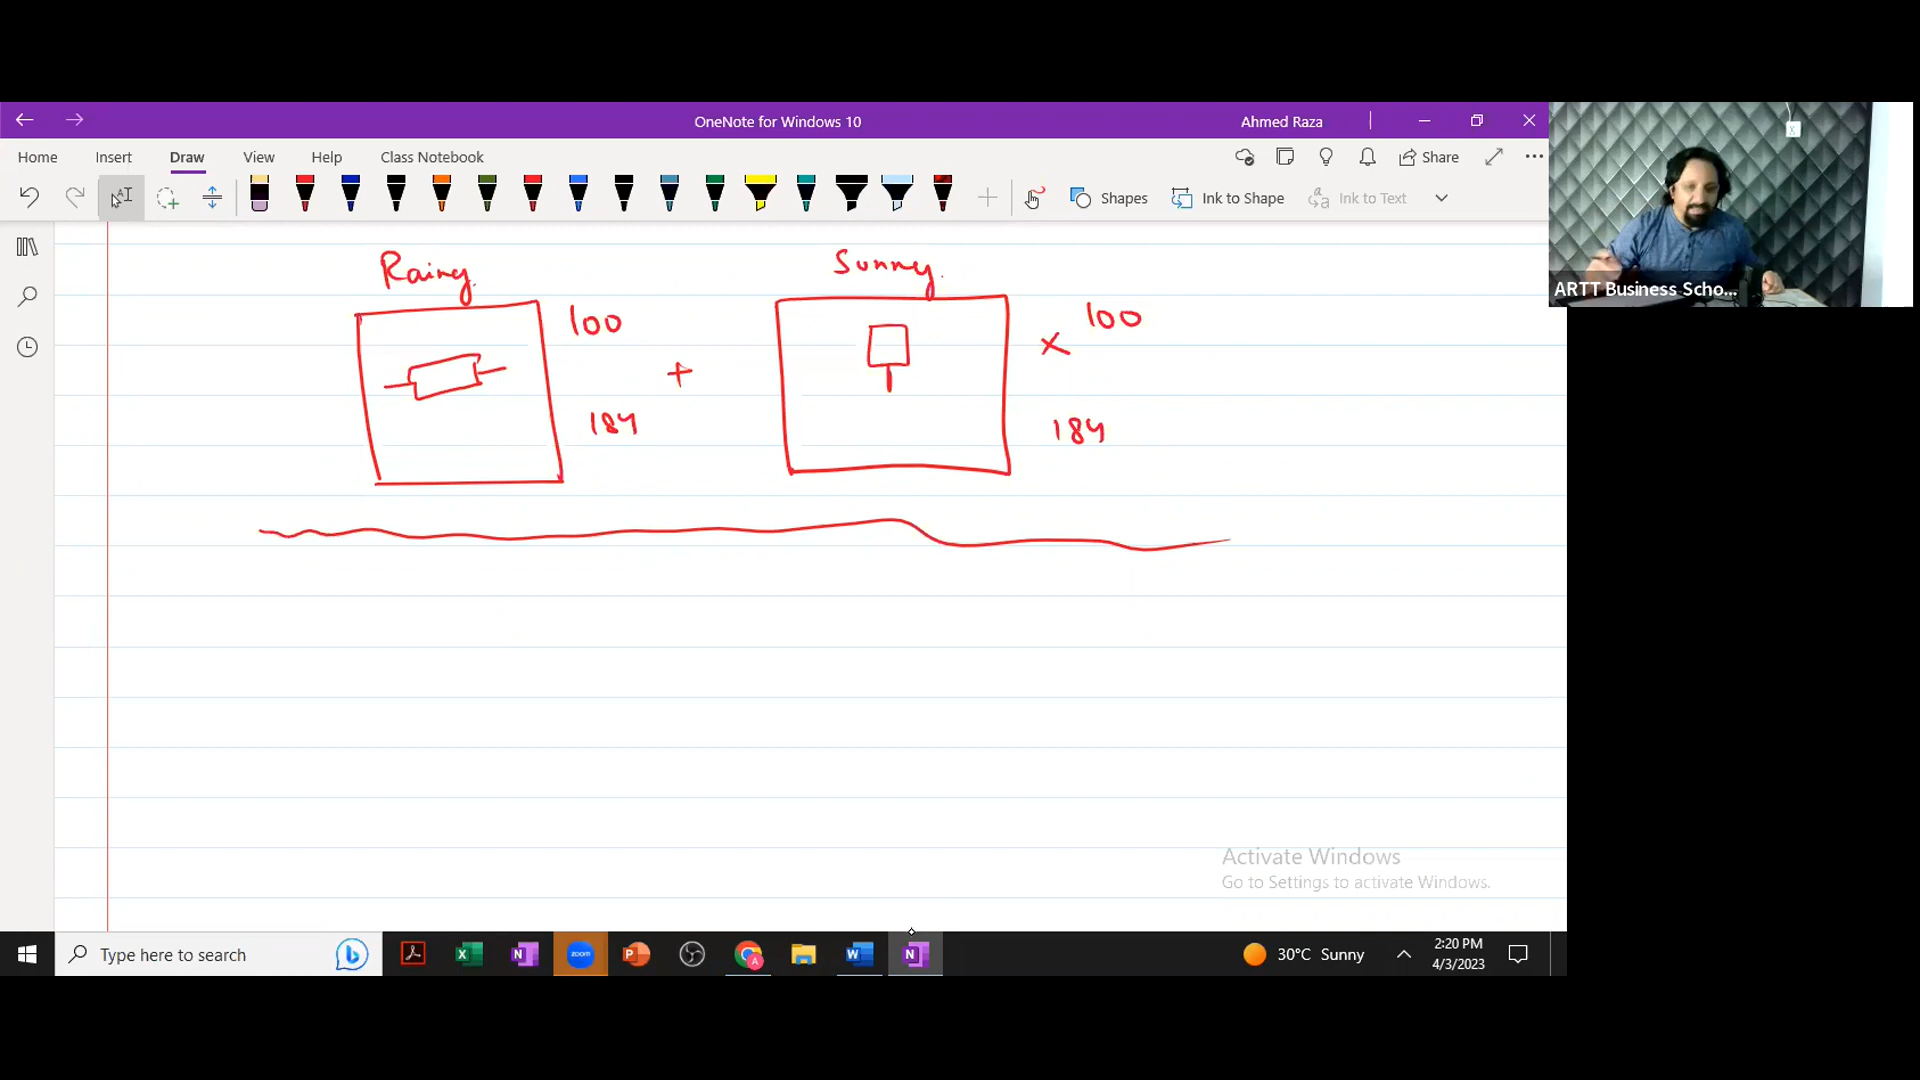 OneNote for Windows 10
Ahmed Raza
Home Insert Draw View Help Class Notebook
Share
Shapes Ink to Shape Ink to Text
ARTT Business Scho...
Rainy Sunny
100 + × 100
184 184
Activate Windows
Go to Settings to activate Windows.
Type here to search
zoom
30°C Sunny
2:20 PM
4/3/2023